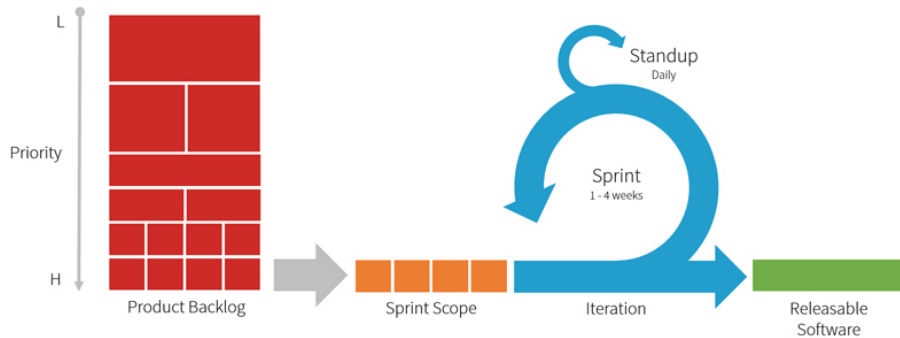 L
Priority
H
Product Backlog
Sprint Scope
Standup
Daily
Sprint
1 - 4 weeks
Iteration
Releasable
Software